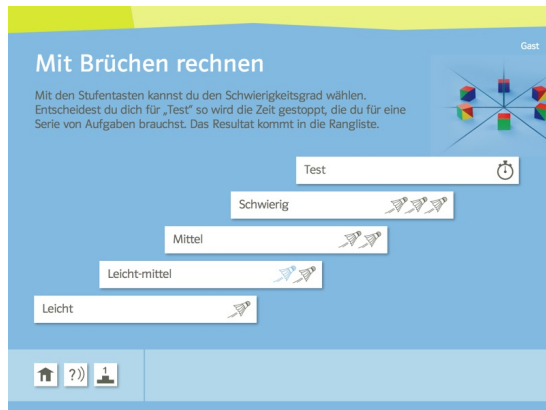 Gast
Mit Brüchen rechnen
Mit den Stufentasten kannst du den Schwierigkeitsgrad wählen.
Entscheidest du dich für „Test" so wird die Zeit gestoppt, die du für eine
Serie von Aufgaben brauchst. Das Resultat kommt in die Rangliste.
Test
Schwierig
Mittel
Leicht-mittel
Leicht
?))
1